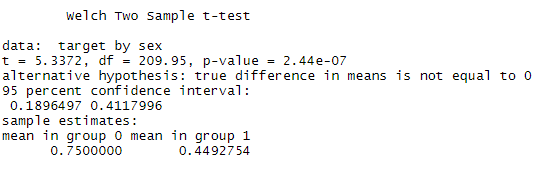 Welch Two Sample t-test
data:  target by sex
t = 5.3372, df = 209.95, p-value = 2.44e-07
alternative hypothesis: true difference in means is not equal to 0
95 percent confidence interval:
 0.1896497 0.4117996
sample estimates:
mean in group 0 mean in group 1
      0.7500000       0.4492754